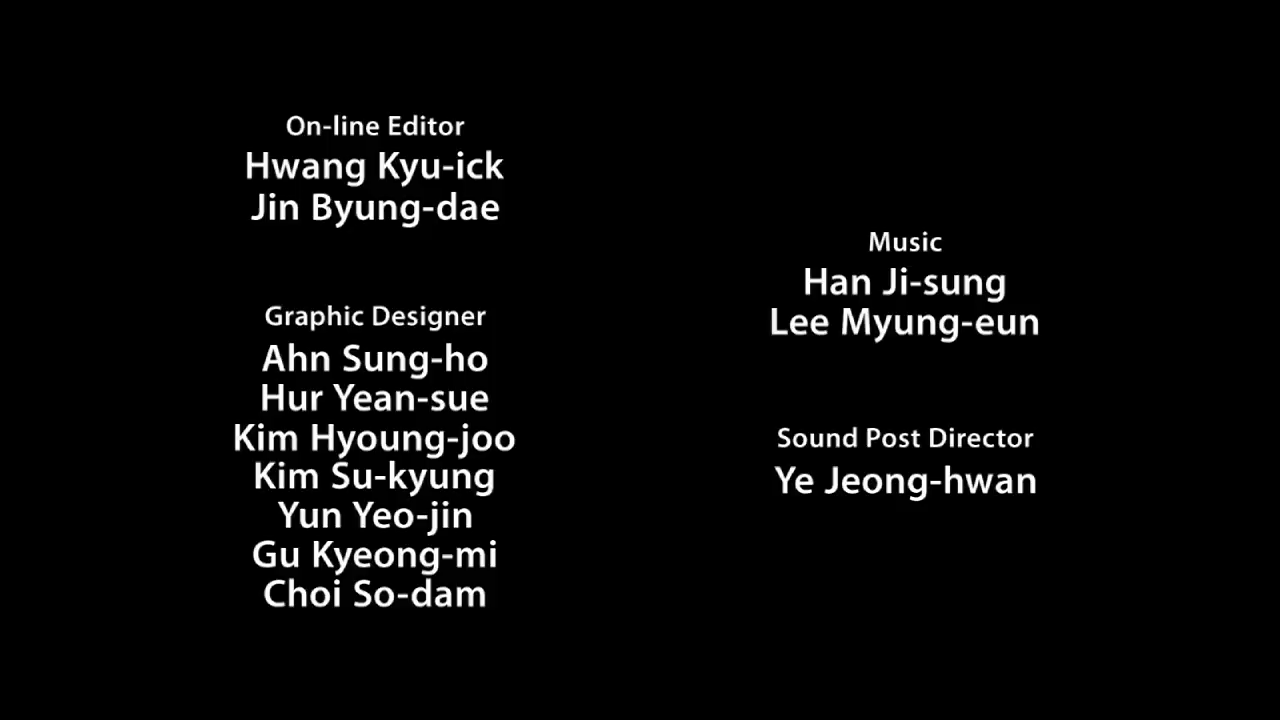 On-line Editor
Hwang Kyu-ick
Jin Byung-dae
Graphic Designer
Ahn Sung-ho
Hur Yean-sue
Kim Hyoung-joo
Kim Su-kyung
Yun Yeo-jin
Gu Kyeong-mi
Choi So-dam
Music
Han Ji-sung
Lee Myung-eun
Sound Post Director
Ye Jeong-hwan